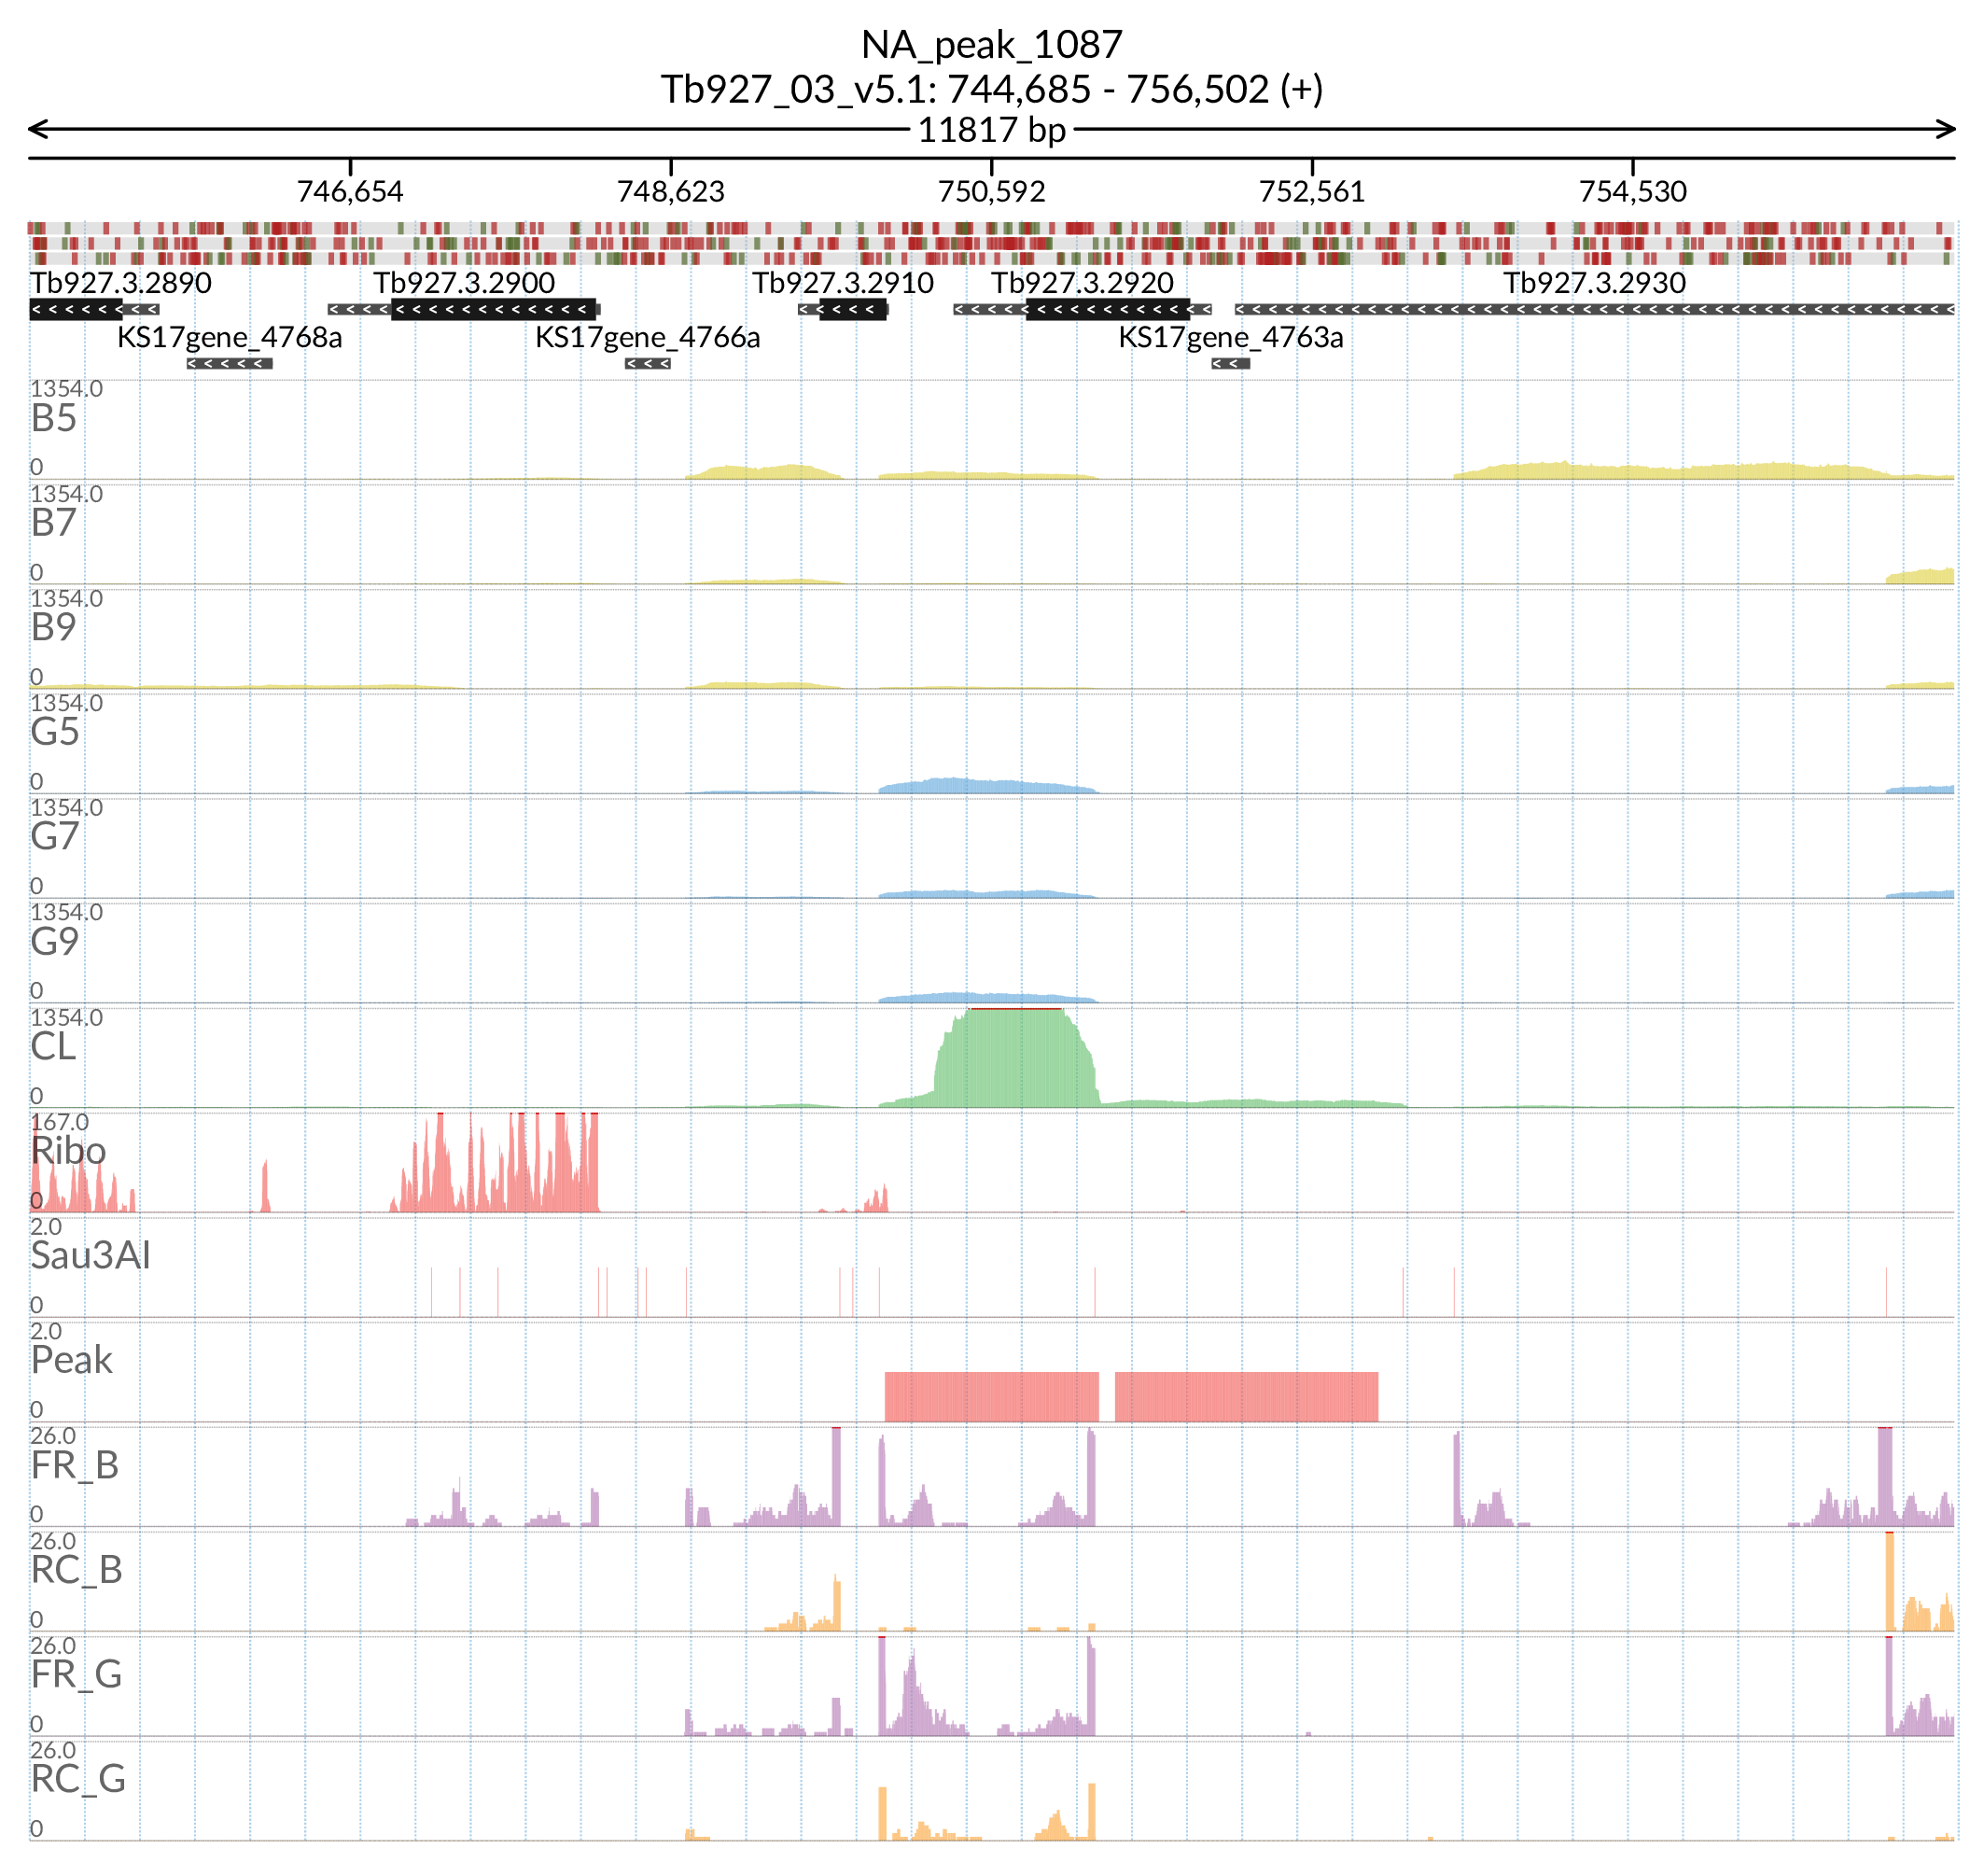 NA_peak_1087
Tb927_03_v5.1: 744,685 - 756,502 (+)
11817 bp
746,654 748,623 750,592 752,561 754,530
Tb927.3.2890 Tb927.3.2900 Tb927.3.2910 Tb927.3.2920 Tb927.3.2930
KS17gene_4768a KS17gene_4766a KS17gene_4763a
1354.0
B5
0
1354.0
B7
0
1354.0
B9
0
1354.0
G5
0
1354.0
G7
0
1354.0
G9
0
1354.0
CL
0
167.0
Ribo
0
2.0
Sau3AI
0
2.0
Peak
0
26.0
FR_B
0
26.0
RC_B
0
26.0
FR_G
0
26.0
RC_G
0